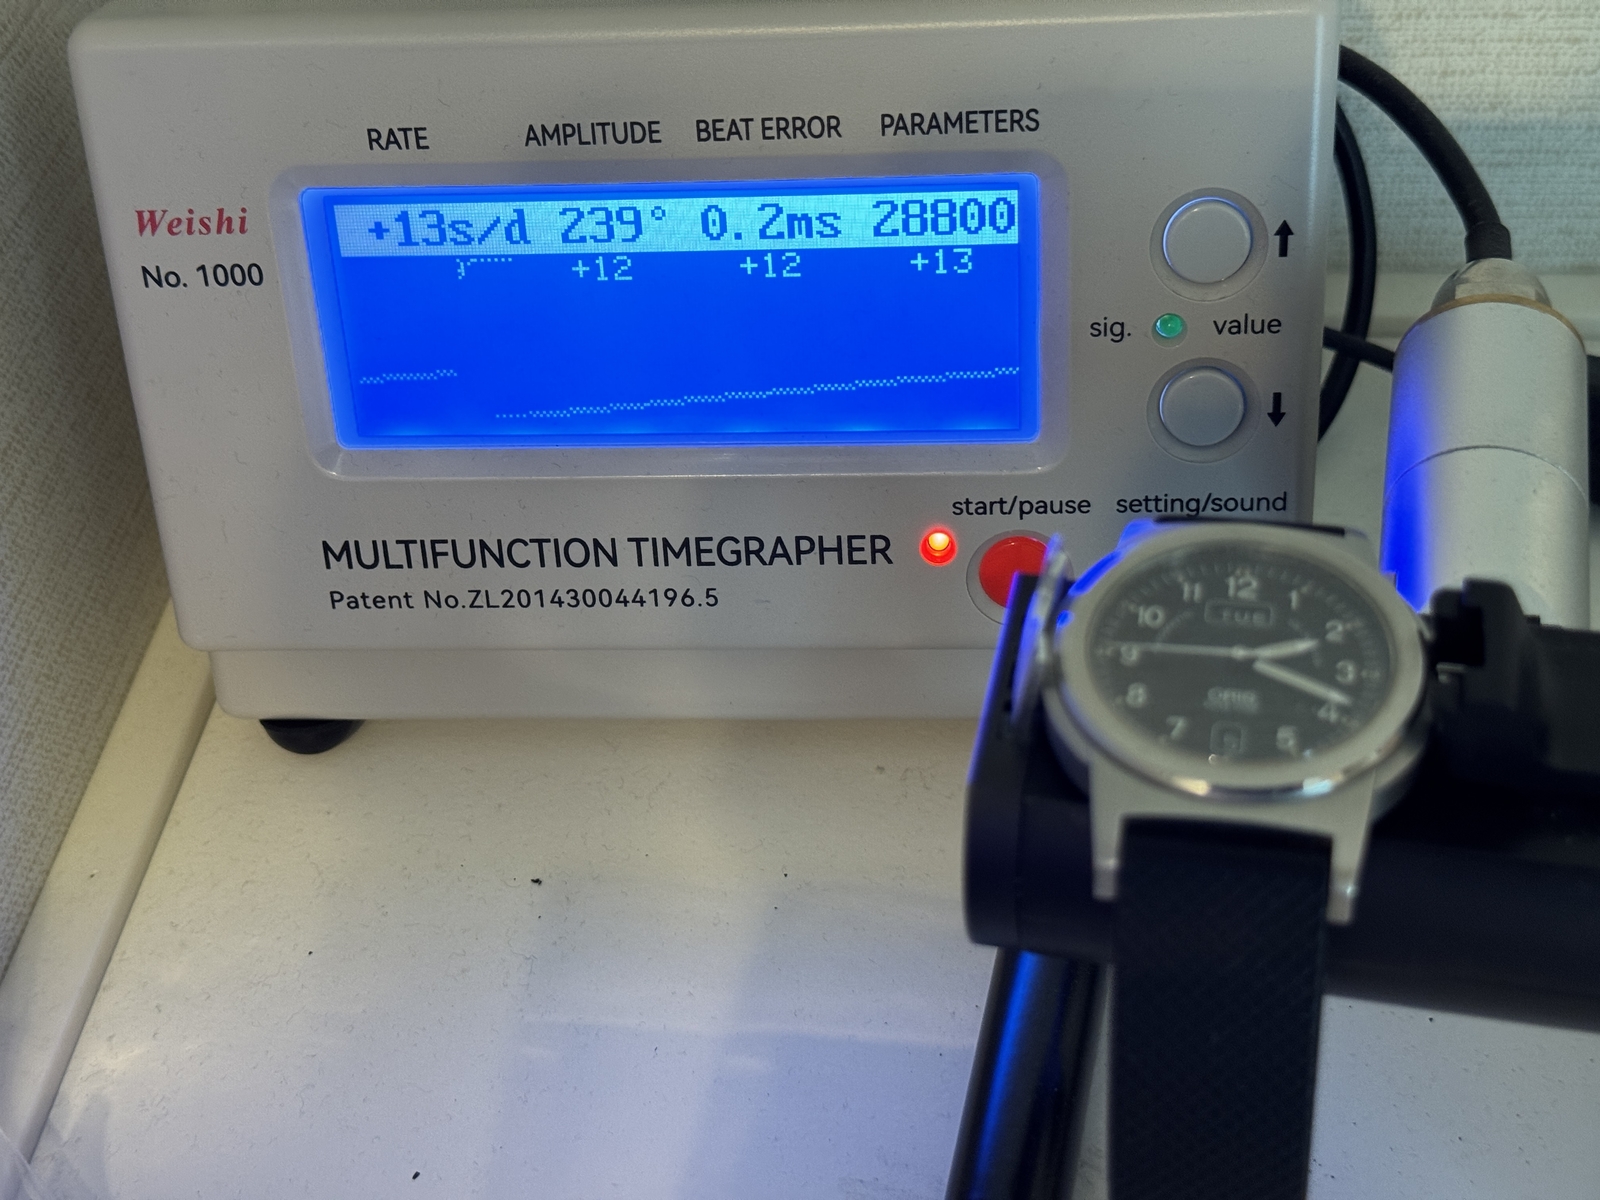 RATE AMPLITUDE BEAT ERROR PARAMETERS
+13s/d 239° 0.2ms 28800
+12 +12 +13
Weishi
No. 1000
sig. value
start/pause setting/sound
MULTIFUNCTION TIMEGRAPHER
Patent No.ZL201430044196.5
12
11 1
10 TUE 2
9 3
8 ORIS 4
7 5